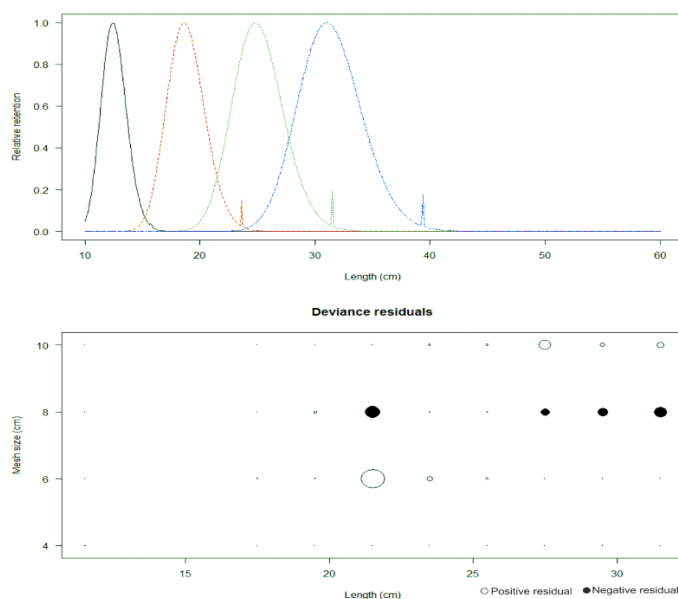 Relative retention
1.0
0.8
0.6
0.4
0.2
0.0
10 20 30 40 50 60
Length (cm)
Deviance residuals
Mesh size (cm)
10
8
6
4
15 20 25 30
Length (cm)
Positive residual Negative residual